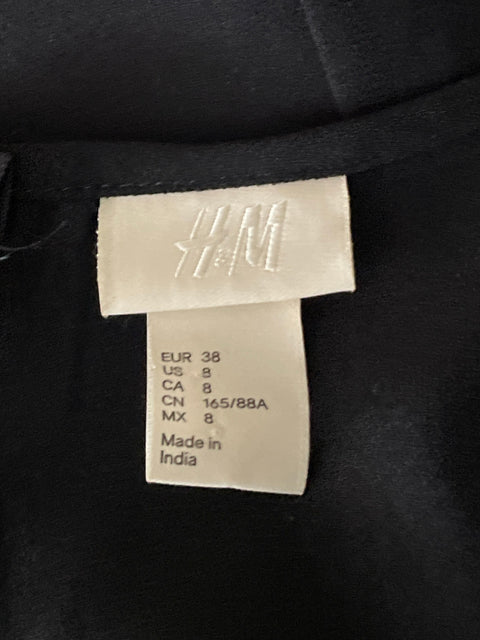 H&M
EUR 38
US 8
CA 8
CN 165/88A
MX 8
Made in
India